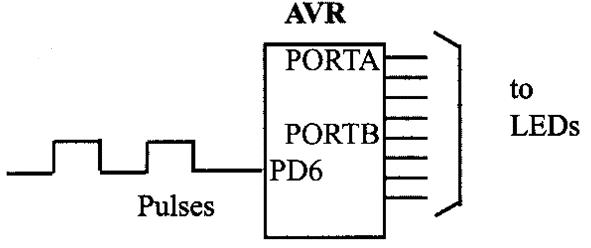 AVR
PORTA
to
LEDs
PORTB
PD6
Pulses